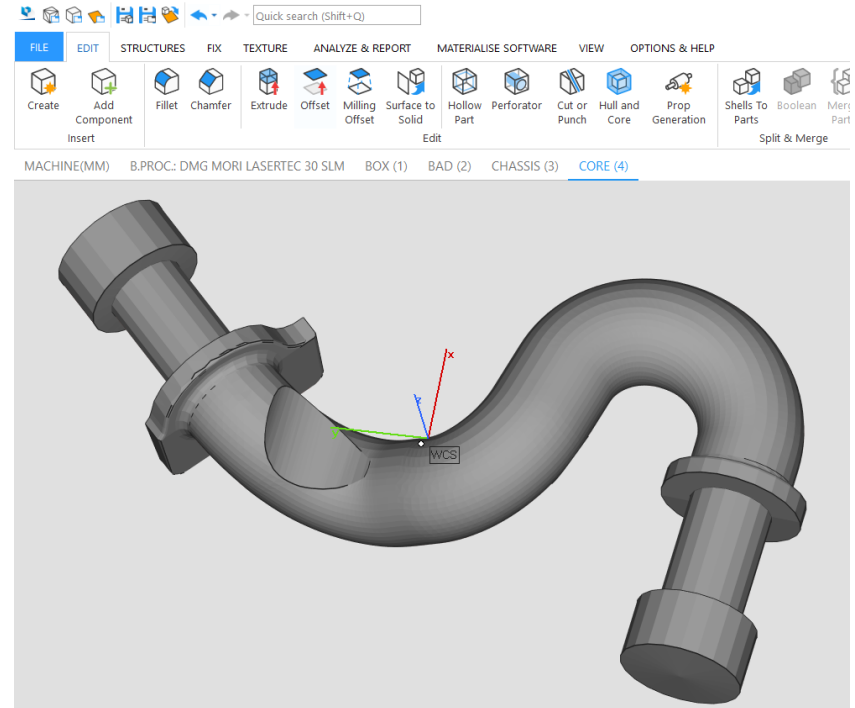 Quick search (Shift+Q)
FILE EDIT STRUCTURES FIX TEXTURE ANALYZE & REPORT MATERIALISE SOFTWARE VIEW OPTIONS & HELP
Create Add Component Fillet Chamfer Extrude Offset Milling Offset Surface to Solid Hollow Part Perforator Cut or Punch Hull and Core Prop Generation Shells To Parts Boolean
Insert Edit Split & Merge
MACHINE(MM) B.PROC.: DMG MORI LASERTEC 30 SLM BOX (1) BAD (2) CHASSIS (3) CORE (4)
x
z
y
WCS